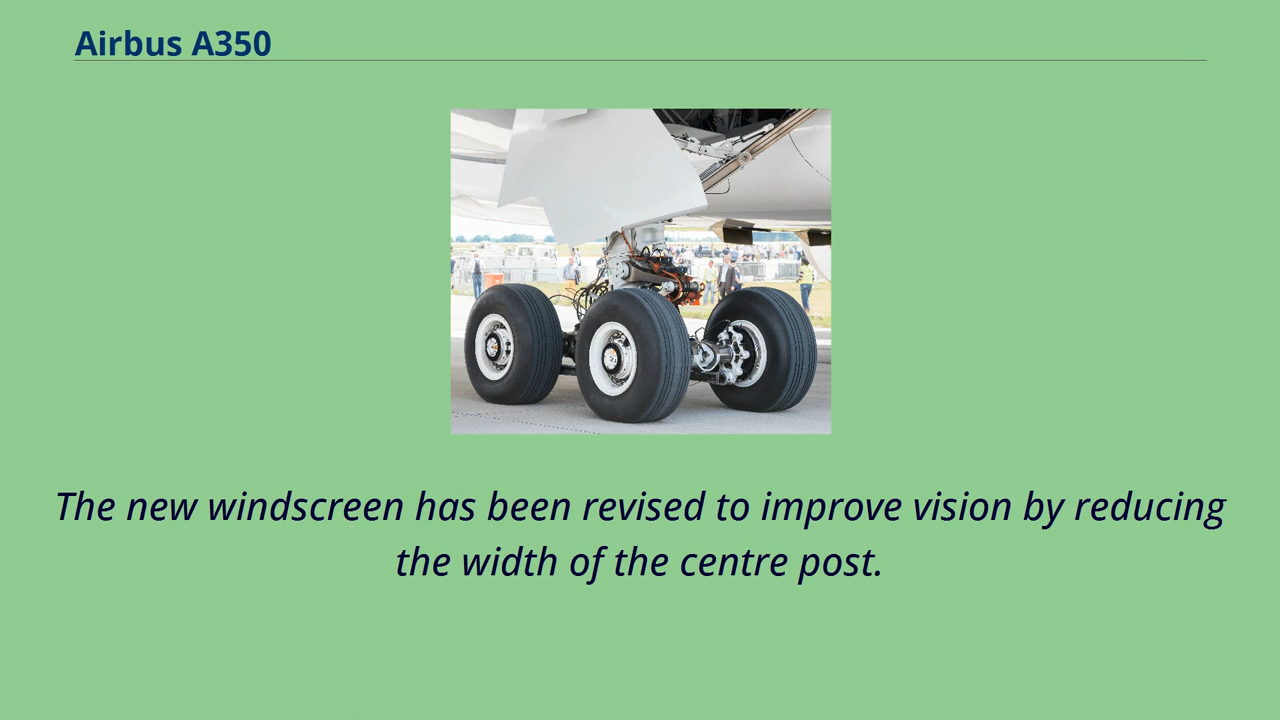 Airbus A350
The new windscreen has been revised to improve vision by reducing
the width of the centre post.